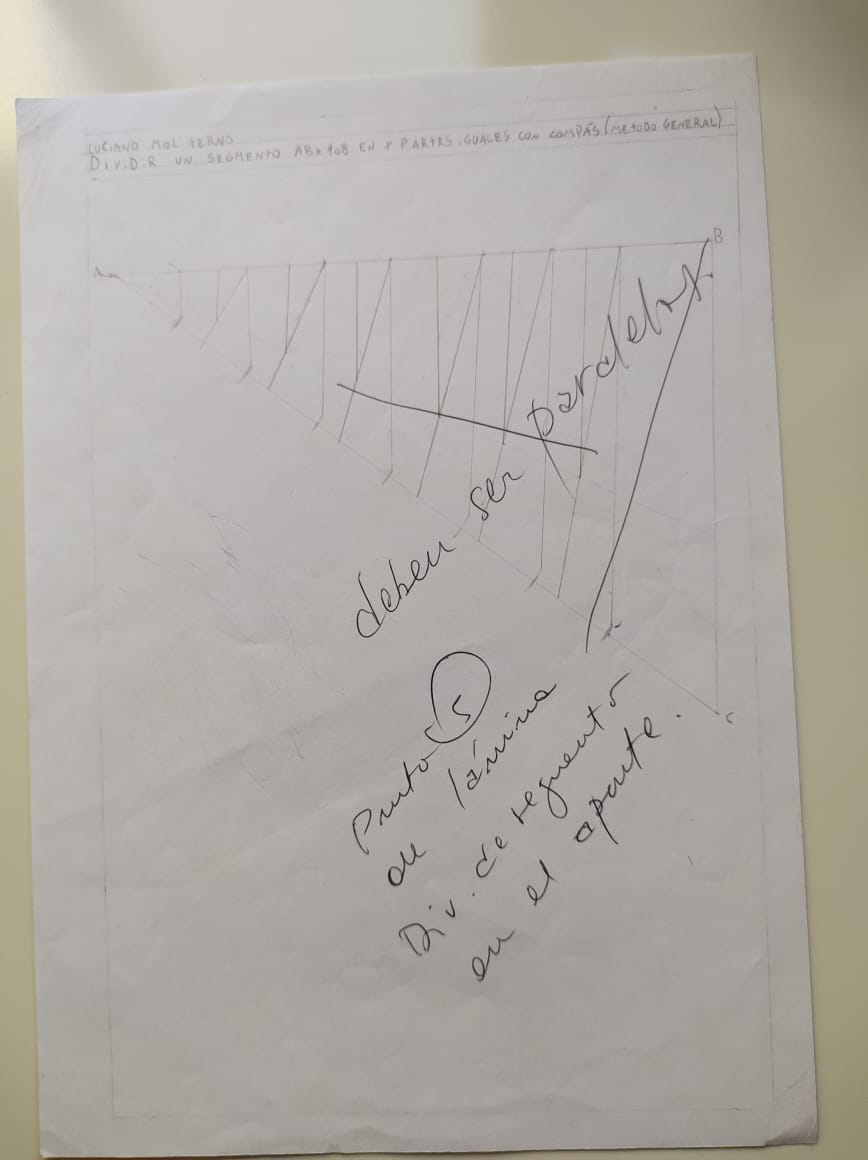 LUCIANO MOLITERNO
DIVIDIR UN SEGMENTO AB= 108 EN PARTES IGUALES CON COMPÁS (METODO GENERAL)
A
B
deben ser paralelas
C
Punto 5
de lámina
Div. de segmento
en el aporte.